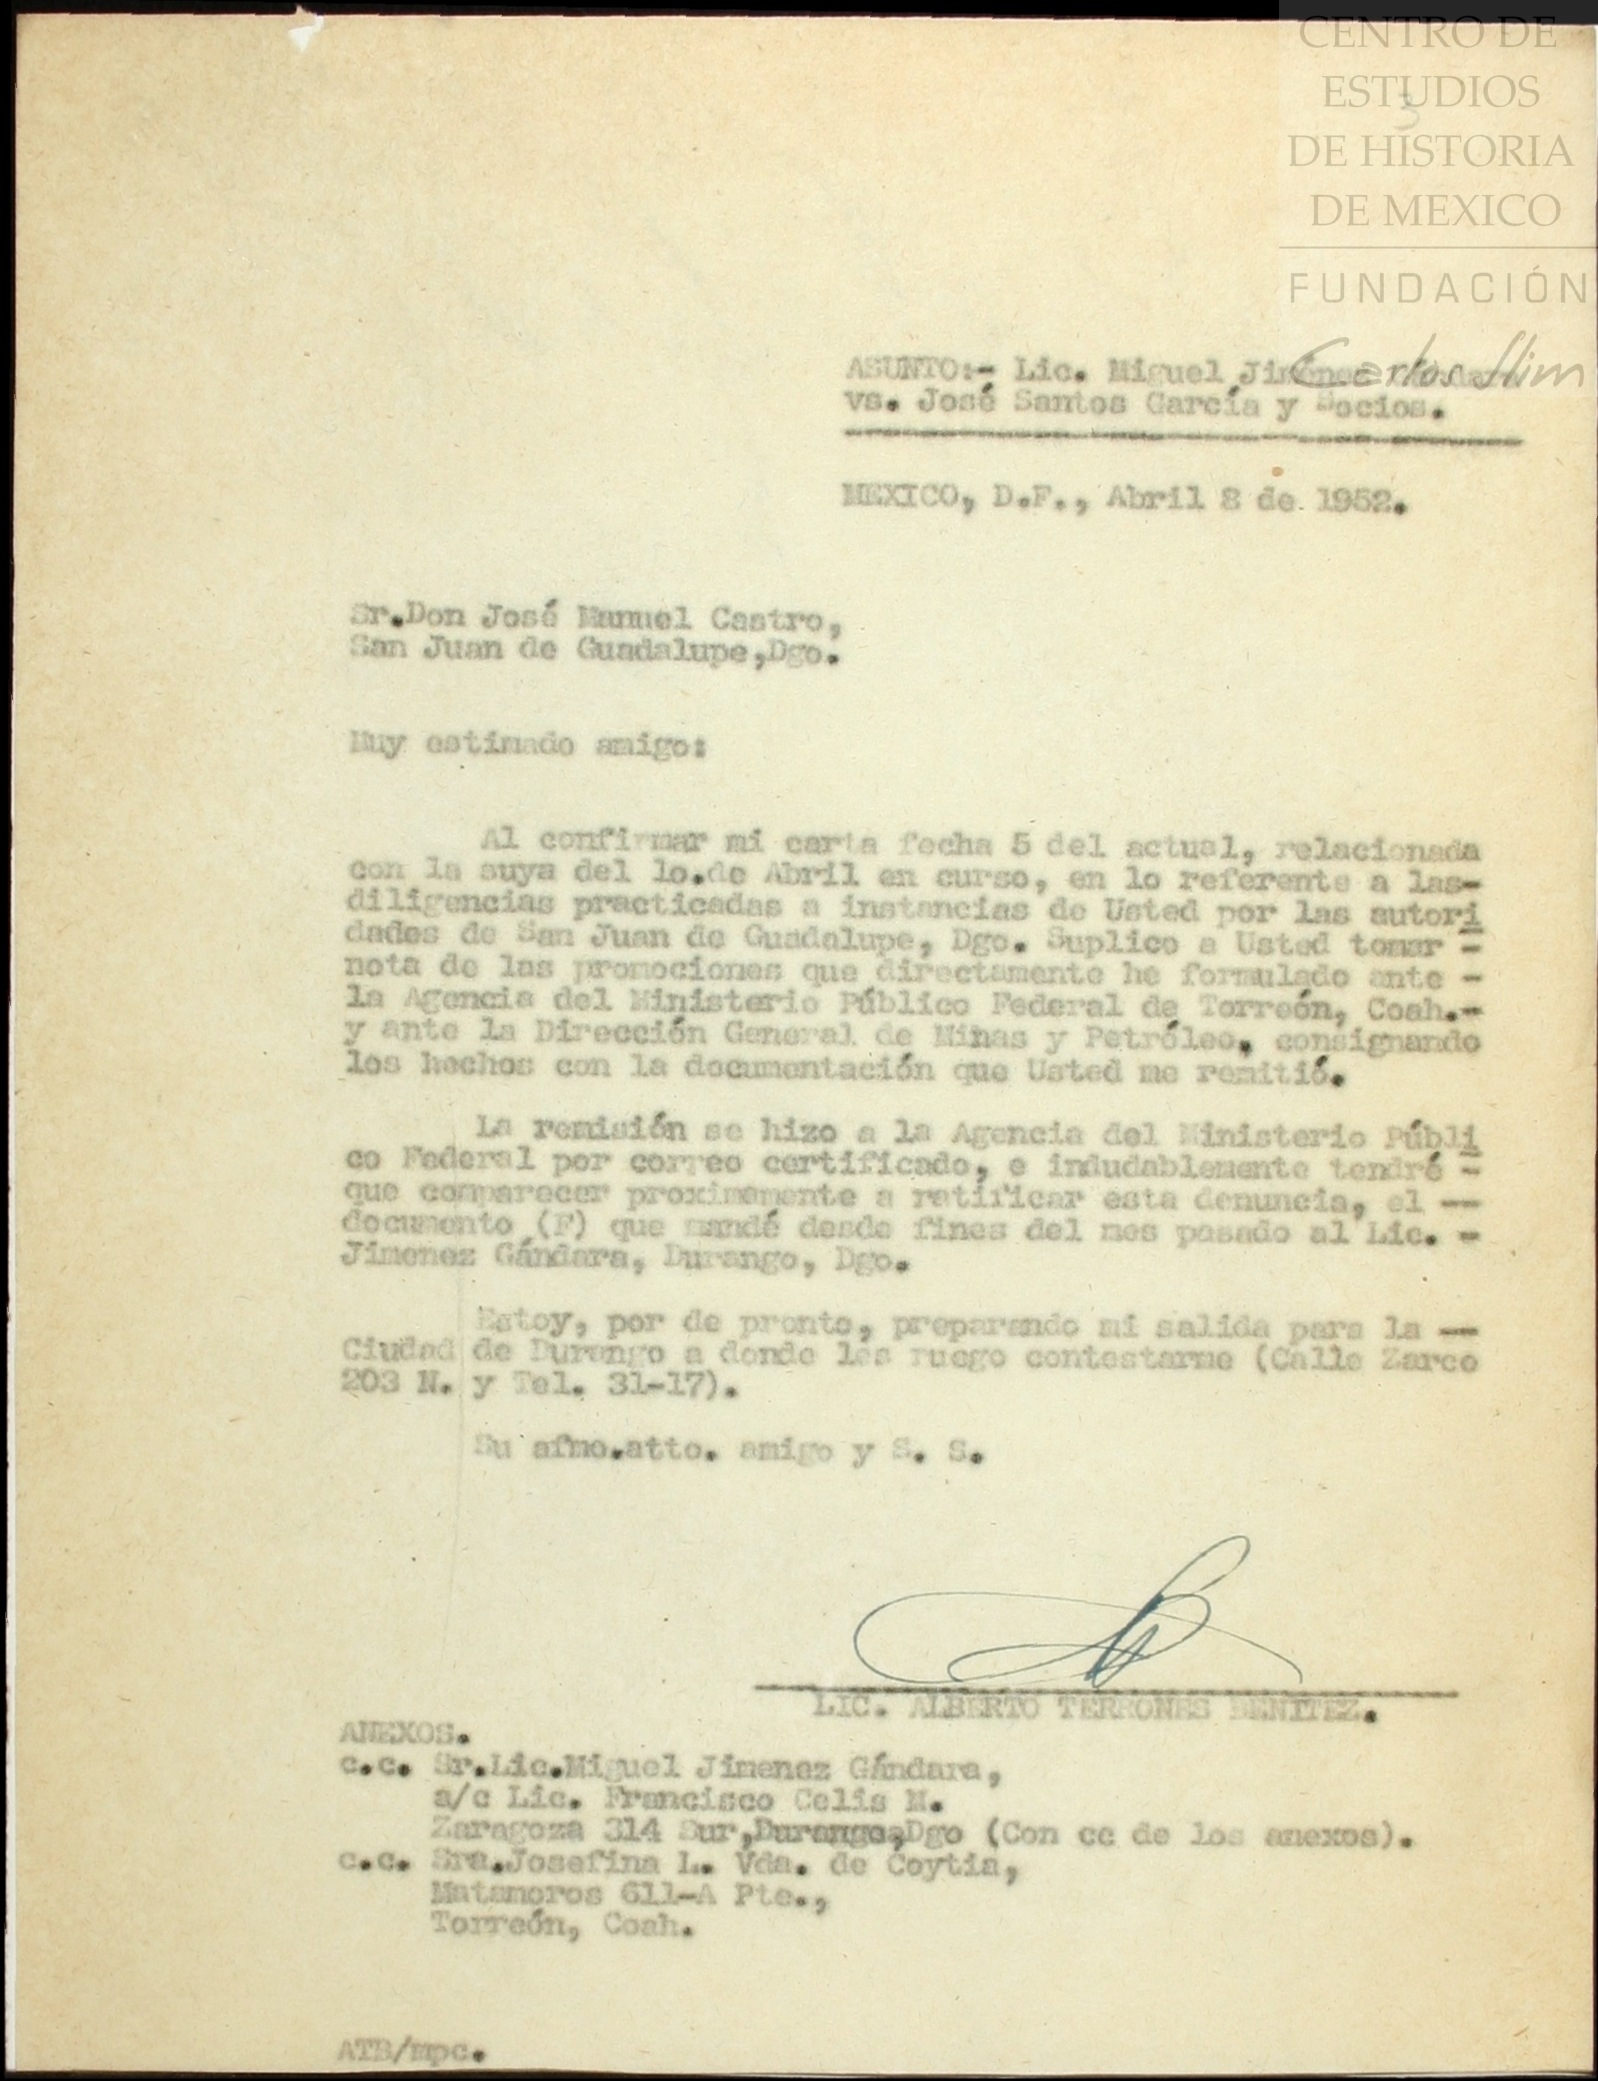 CENTRO DE
ESTUDIOS
DE HISTORIA
DE MEXICO
FUNDACIÓN
Carlos Slim
3
ASUNTO:- Lic. Miguel Jiménez Gándara
vs. José Santos García y Socios.
MEXICO, D.F., Abril 8 de 1952.
Sr.Don José Manuel Castro,
San Juan de Guadalupe,Dgo.
Muy estimado amigo:
Al confirmar mi carta fecha 5 del actual, relacionada
con la suya del lo.de Abril en curso, en lo referente a las-
diligencias practicadas a instancias de Usted por las autori
dades de San Juan de Guadalupe, Dgo. Suplico a Usted tomar -
nota de las promociones que directamente he formulado ante -
la Agencia del Ministerio Público Federal de Torreón, Coah.-
y ante la Dirección General de Minas y Petróleo, consignando
los hechos con la documentación que Usted me remitió.
La remisión se hizo a la Agencia del Ministerio Públi
co Federal por correo certificado, e indudablemente tendré -
que comparecer proximamente a ratificar esta denuncia, el --
documento (F) que mandé desde fines del mes pasado al Lic. -
Jimenez Gándara, Durango, Dgo.
Estoy, por de pronto, preparando mi salida para la --
Ciudad de Durango a donde les ruego contestarme (Calle Zarco
203 N. y Tel. 31-17).
Su afmo.atto. amigo y S. S.
LIC. ALBERTO TERRONES BENITEZ.
ANEXOS.
c.c. Sr.Lic.Miguel Jimenez Gándara,
a/c Lic. Francisco Celis M.
Zaragoza 314 Sur,Durango,Dgo (Con cc de los anexos).
c.c. Sra.Josefina L. Vda. de Coytia,
Matamoros 611-A Pte.,
Torreón, Coah.
ATB/mpc.